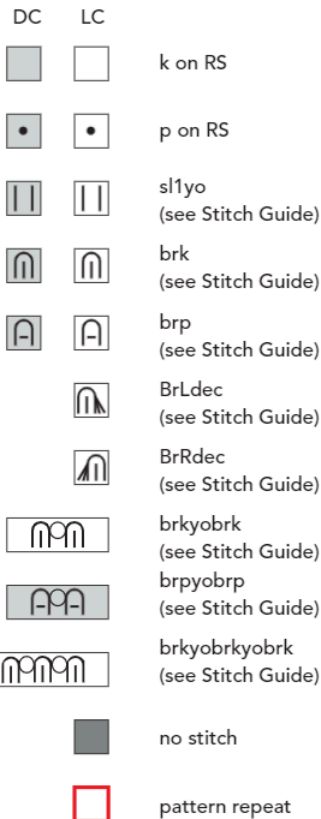 DC LC
k on RS
p on RS
sl1yo
(see Stitch Guide)
brk
(see Stitch Guide)
brp
(see Stitch Guide)
BrLdec
(see Stitch Guide)
BrRdec
(see Stitch Guide)
brkyobrk
(see Stitch Guide)
brpyobrp
(see Stitch Guide)
brkyobrkyobrk
(see Stitch Guide)
no stitch
pattern repeat